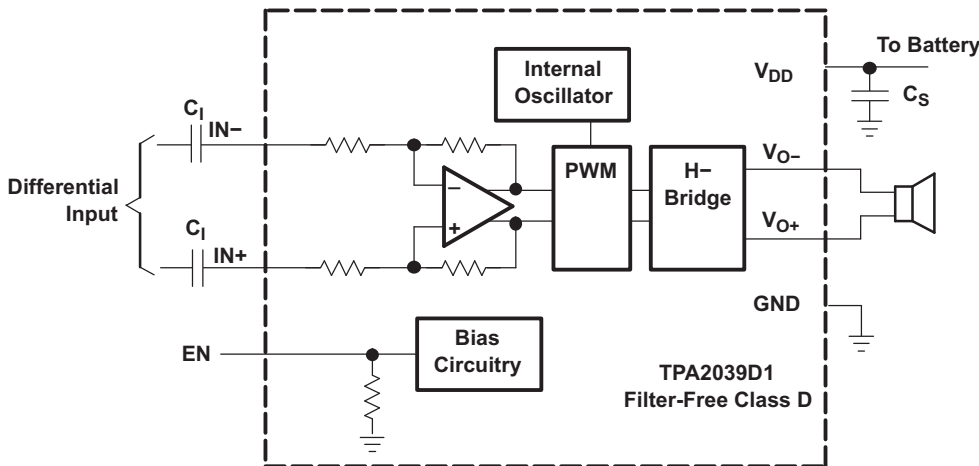 To Battery
Internal
Oscillator
VDD
CS
CI
IN−
Differential
Input
CI
IN+
PWM
H−
Bridge
VO−
VO+
GND
EN
Bias
Circuitry
TPA2039D1
Filter-Free Class D
−
+